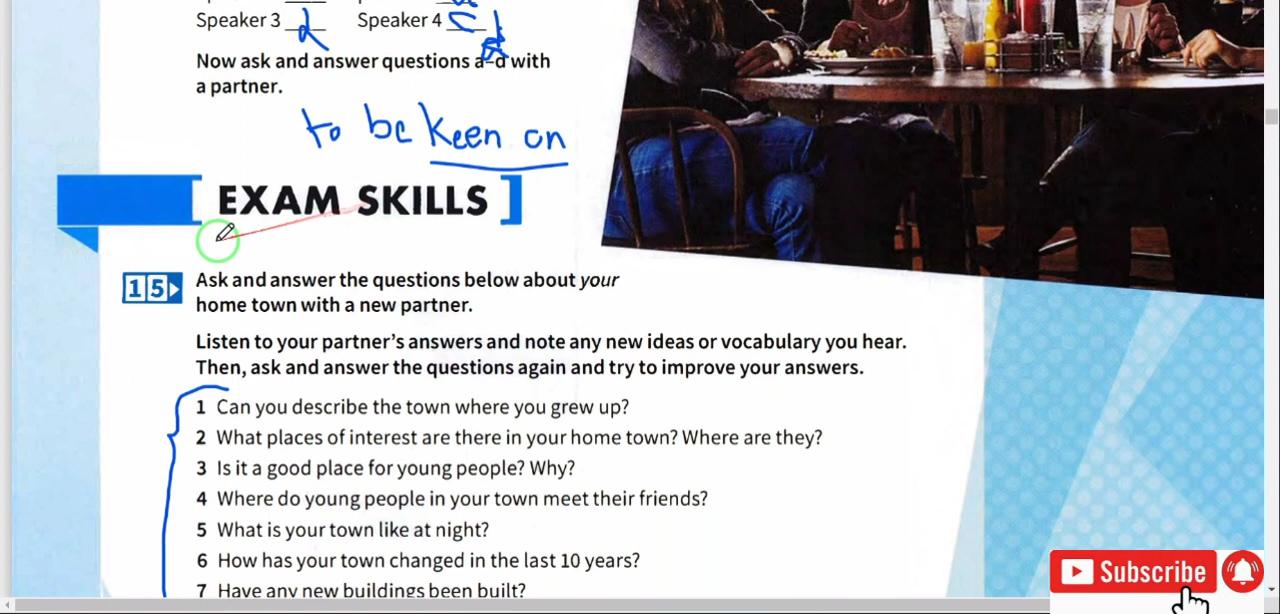 Speaker 3 d Speaker 4 c
d
Now ask and answer questions a–d with
a partner.
to be keen on
EXAM SKILLS
15 Ask and answer the questions below about your
home town with a new partner.
Listen to your partner's answers and note any new ideas or vocabulary you hear.
Then, ask and answer the questions again and try to improve your answers.
1 Can you describe the town where you grew up?
2 What places of interest are there in your home town? Where are they?
3 Is it a good place for young people? Why?
4 Where do young people in your town meet their friends?
5 What is your town like at night?
6 How has your town changed in the last 10 years?
7 Have any new buildings been built?
Subscribe